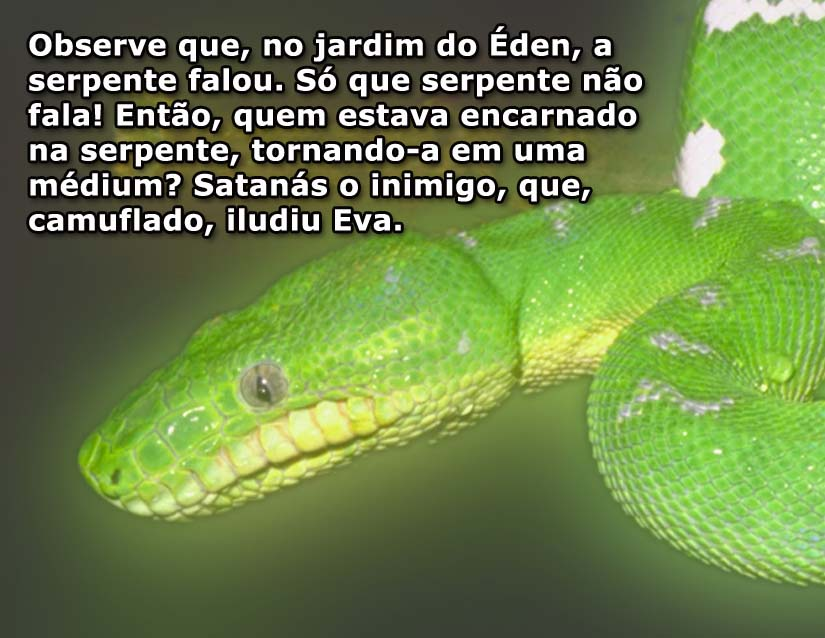 Observe que, no jardim do Éden, a
serpente falou. Só que serpente não
fala! Então, quem estava encarnado
na serpente, tornando-a em uma
médium? Satanás o inimigo, que,
camuflado, iludiu Eva.